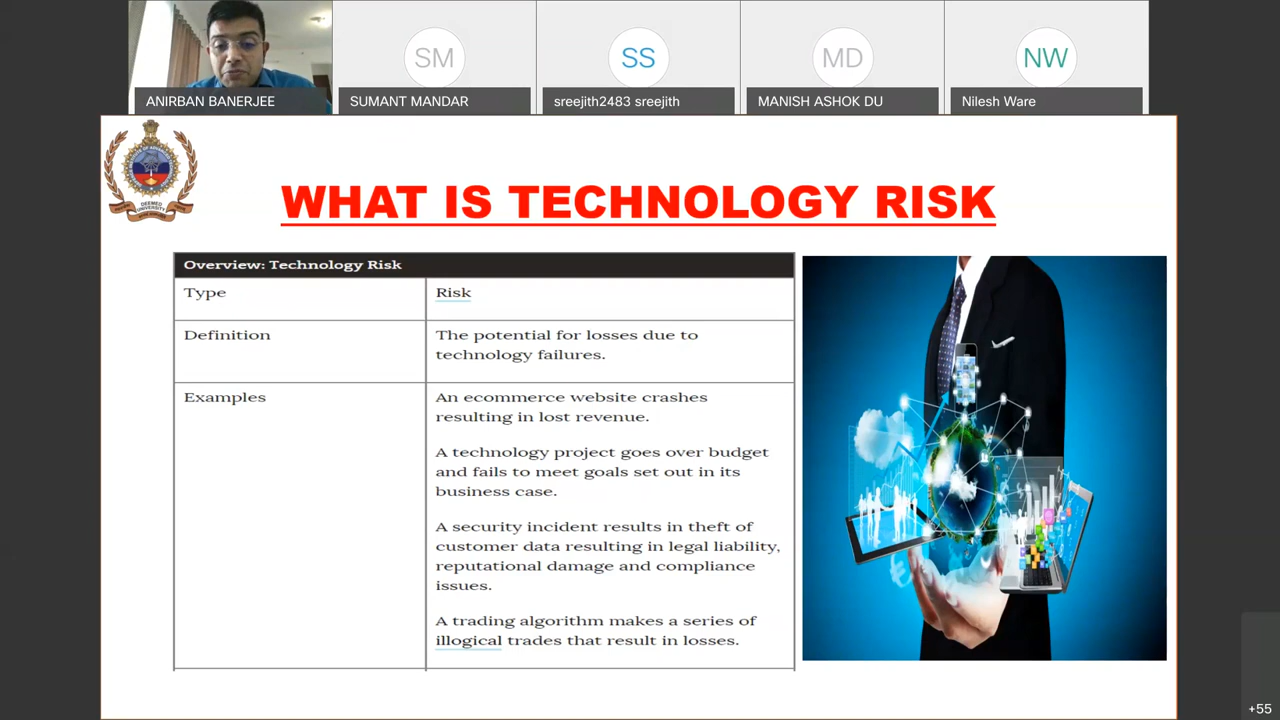 SM
SS
MD
NW
ANIRBAN BANERJEE
SUMANT MANDAR
sreejith2483 sreejith
MANISH ASHOK DU
Nilesh Ware
DEEMED
UNIVERSITY
WHAT IS TECHNOLOGY RISK
Overview: Technology Risk
Type
Risk
Definition
The potential for losses due to
technology failures.
Examples
An ecommerce website crashes
resulting in lost revenue.
A technology project goes over budget
and fails to meet goals set out in its
business case.
A security incident results in theft of
customer data resulting in legal liability,
reputational damage and compliance
issues.
A trading algorithm makes a series of
illogical trades that result in losses.
+55